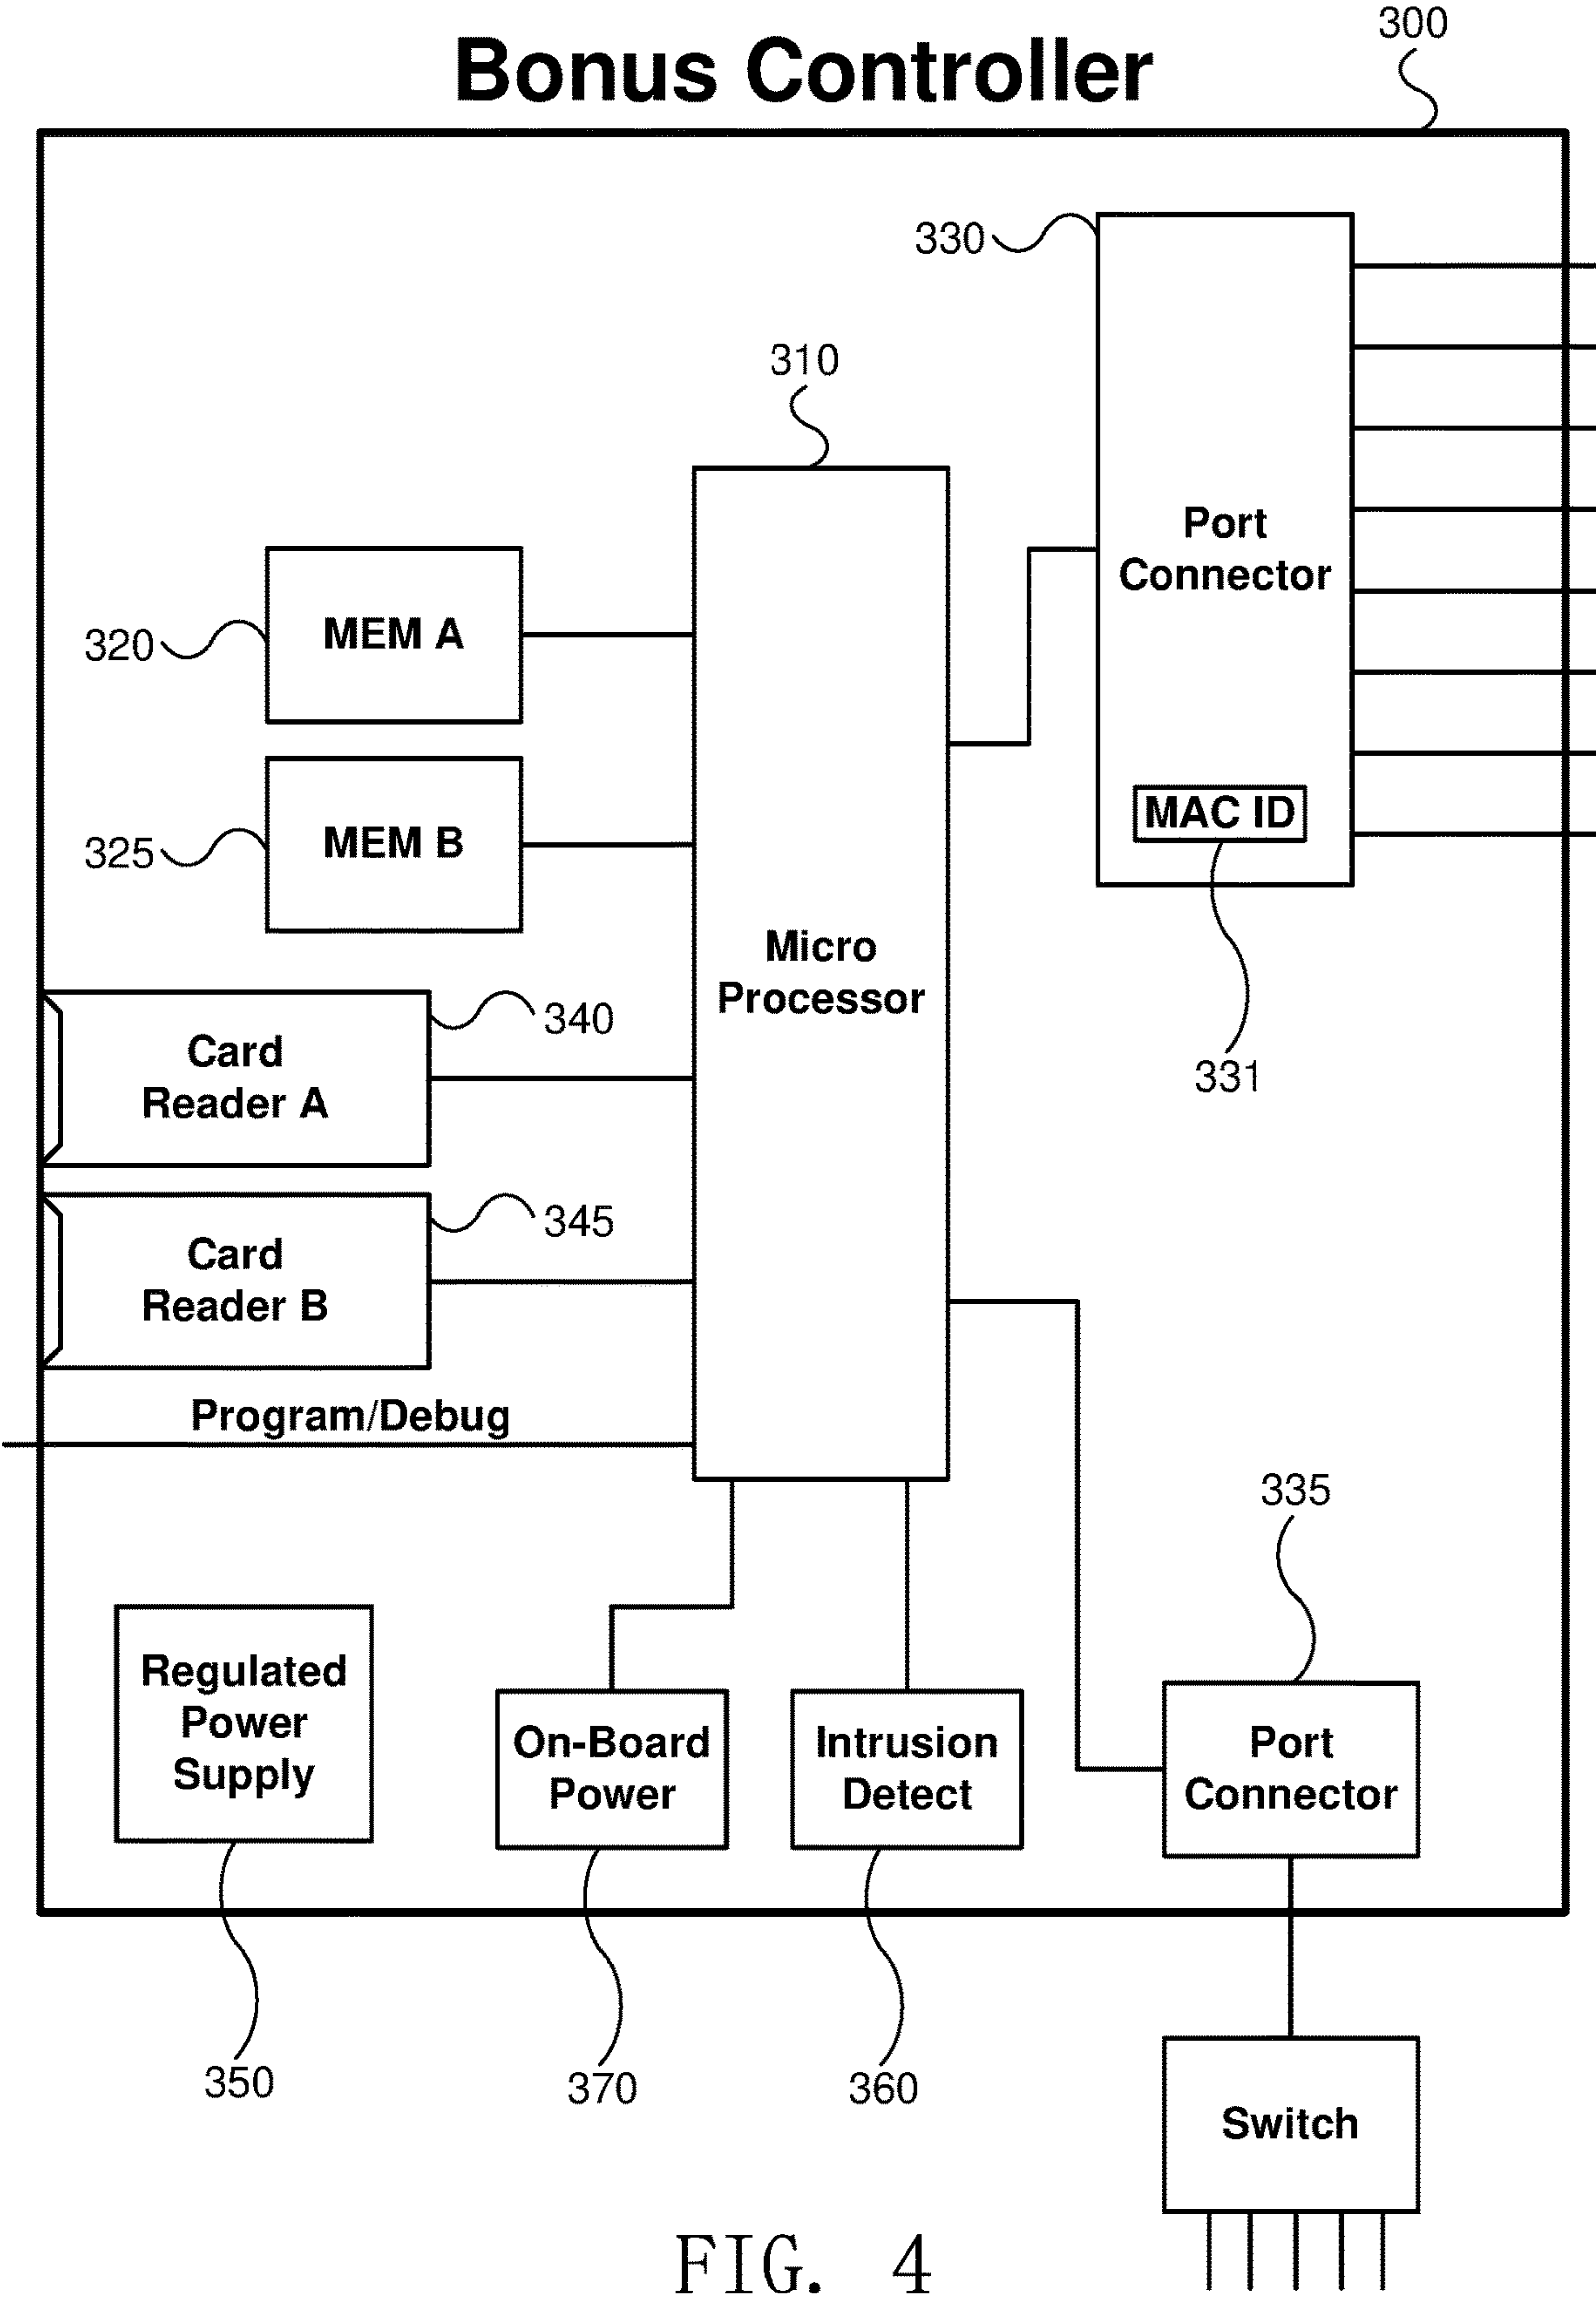 300
Bonus Controller
330
310
Port
Connector
320
MEM A
MAC ID
325
MEM B
Micro
Processor
340
Card
Reader A
331
345
Card
Reader B
Program/Debug
335
Regulated
Power
Supply
On-Board
Power
Intrusion
Detect
Port
Connector
350
370
360
Switch
FIG. 4